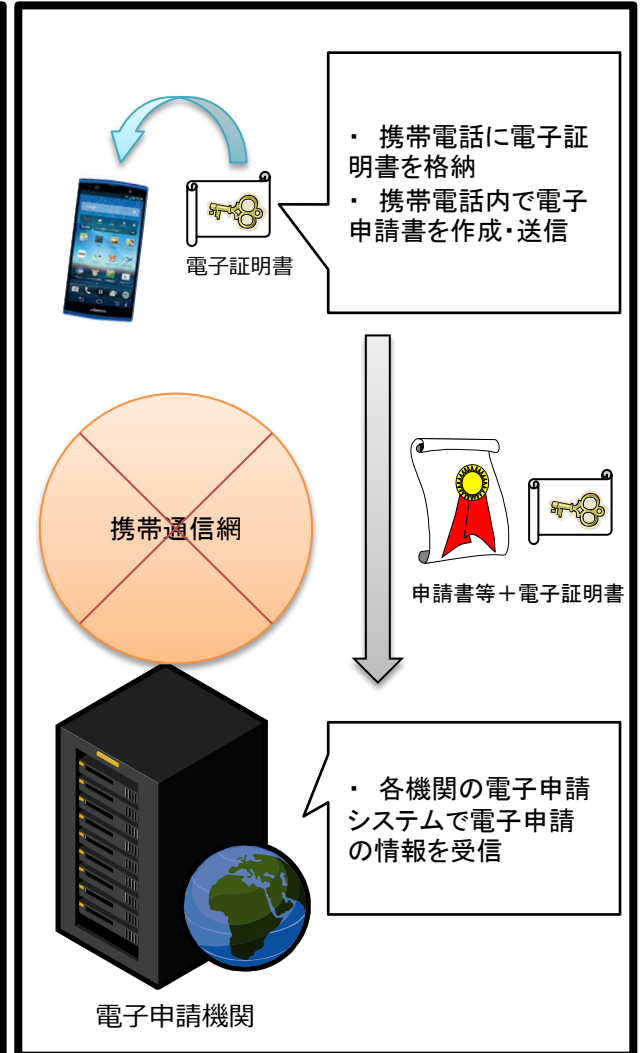 ・ 携帯電話に電子証
明書を格納
・ 携帯電話内で電子
申請書を作成・送信
電子証明書
携帯通信網
申請書等＋電子証明書
・ 各機関の電子申請
システムで電子申請
の情報を受信
電子申請機関